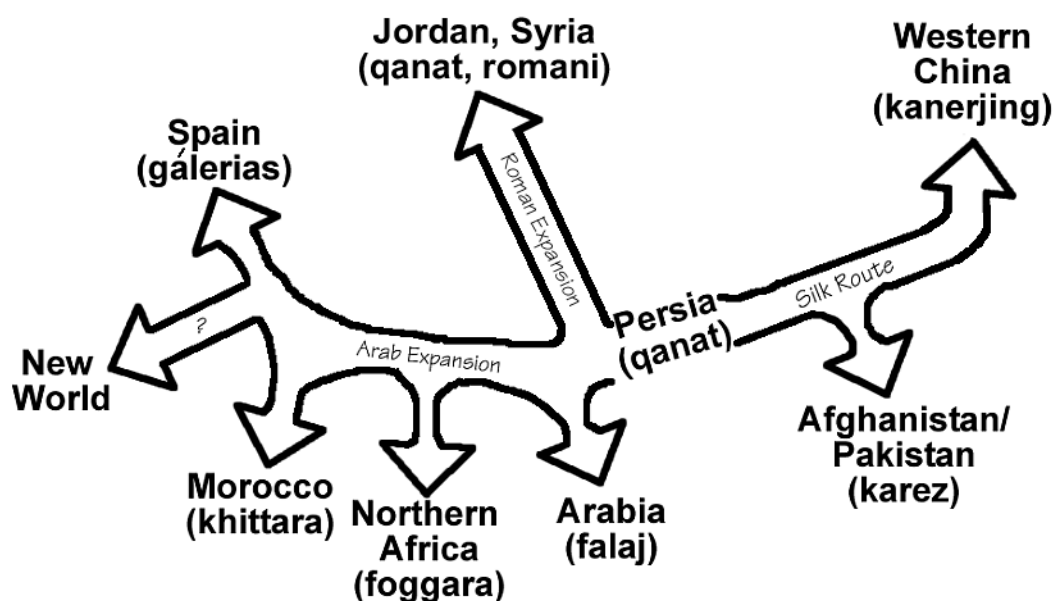 Jordan, Syria
(qanat, romani)
Western
China
(kanerjing)
Spain
(gálerias)
Roman Expansion
Silk Route
Persia
(qanat)
?
Arab Expansion
New
World
Afghanistan/
Pakistan
(karez)
Morocco
(khittara)
Northern
Africa
(foggara)
Arabia
(falaj)